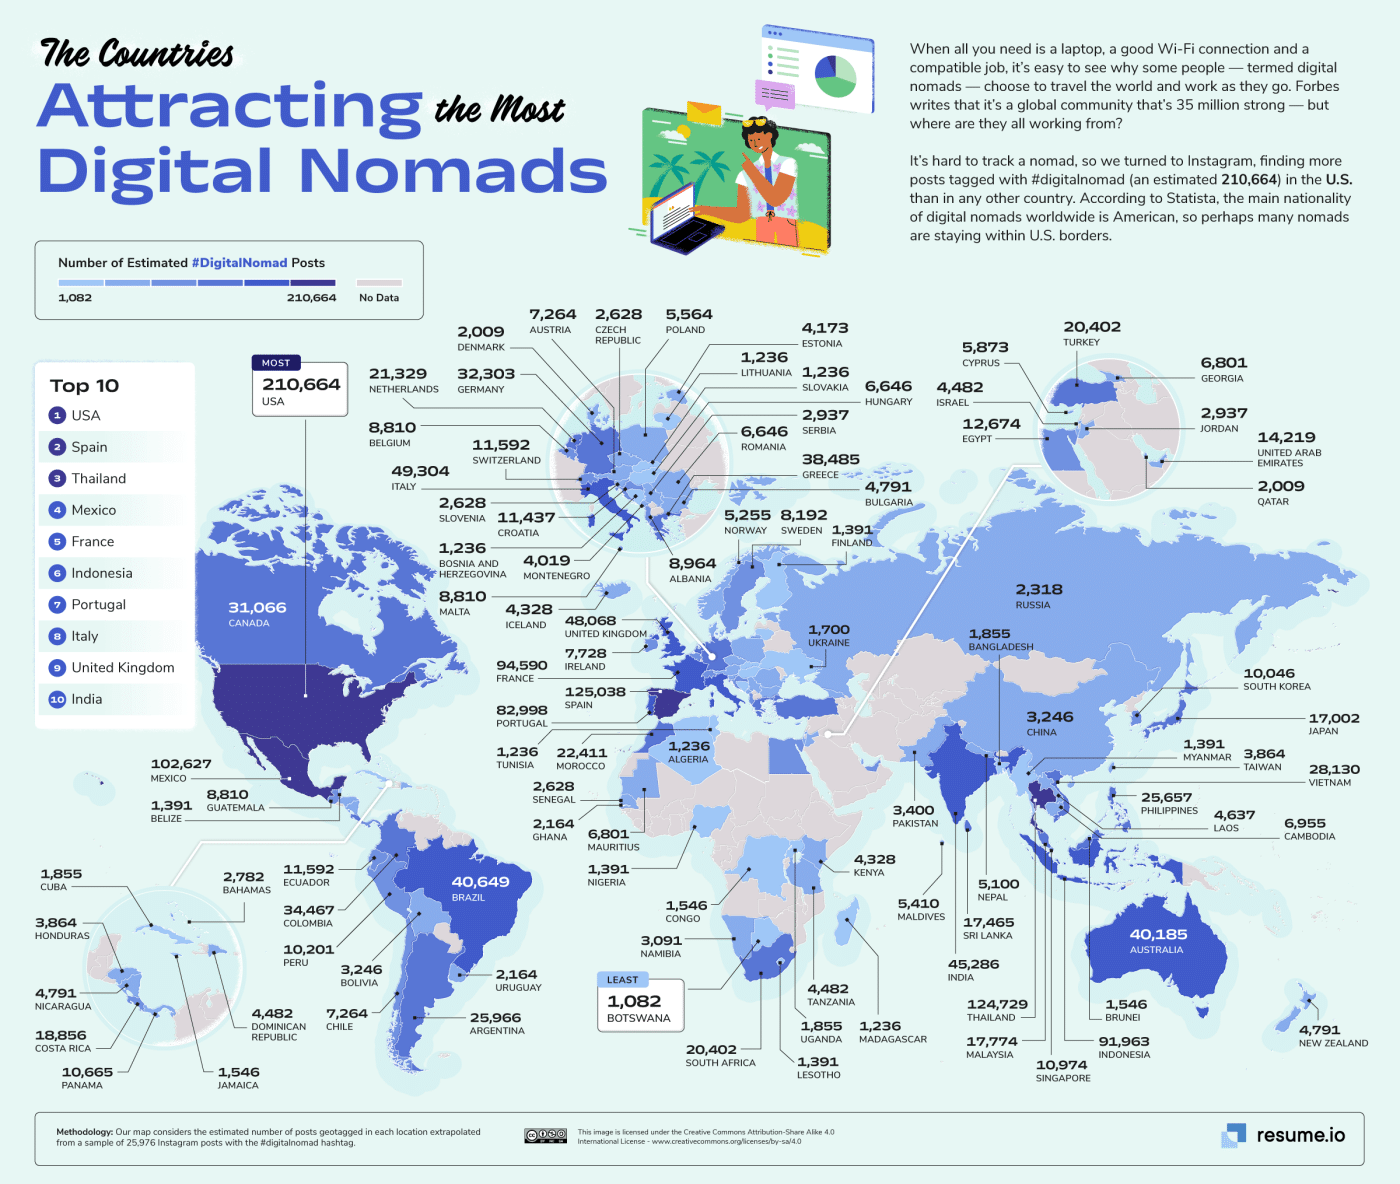 The Countries
Attracting the Most
Digital Nomads
When all you need is a laptop, a good Wi-Fi connection and a
compatible job, it's easy to see why some people — termed digital
nomads — choose to travel the world and work as they go. Forbes
writes that it's a global community that's 35 million strong — but
where are they all working from?
It's hard to track a nomad, so we turned to Instagram, finding more
posts tagged with #digitalnomad (an estimated 210,664) in the U.S.
than in any other country. According to Statista, the main nationality
of digital nomads worldwide is American, so perhaps many nomads
are staying within U.S. borders.
Number of Estimated #DigitalNomad Posts
1,082
210,664
No Data
Top 10
1 USA
2 Spain
3 Thailand
4 Mexico
5 France
6 Indonesia
7 Portugal
8 Italy
9 United Kingdom
10 India
MOST
210,664
USA
7,264
AUSTRIA
2,628
CZECH
REPUBLIC
5,564
POLAND
2,009
DENMARK
4,173
ESTONIA
1,236
LITHUANIA
21,329
NETHERLANDS
32,303
GERMANY
1,236
SLOVAKIA
6,646
HUNGARY
8,810
BELGIUM
2,937
SERBIA
11,592
SWITZERLAND
6,646
ROMANIA
49,304
ITALY
38,485
GREECE
2,628
SLOVENIA
4,791
BULGARIA
11,437
CROATIA
5,255
NORWAY
8,192
SWEDEN
1,391
FINLAND
1,236
BOSNIA AND
HERZEGOVINA
4,019
MONTENEGRO
8,964
ALBANIA
8,810
MALTA
4,328
ICELAND
48,068
UNITED KINGDOM
7,728
IRELAND
94,590
FRANCE
125,038
SPAIN
82,998
PORTUGAL
1,236
TUNISIA
22,411
MOROCCO
1,236
ALGERIA
1,700
UKRAINE
20,402
TURKEY
5,873
CYPRUS
6,801
GEORGIA
4,482
ISRAEL
2,937
JORDAN
12,674
EGYPT
14,219
UNITED ARAB
EMIRATES
2,009
QATAR
2,318
RUSSIA
1,855
BANGLADESH
3,246
CHINA
10,046
SOUTH KOREA
17,002
JAPAN
1,391
MYANMAR
3,864
TAIWAN
28,130
VIETNAM
25,657
PHILIPPINES
4,637
LAOS
6,955
CAMBODIA
3,400
PAKISTAN
5,100
NEPAL
5,410
MALDIVES
17,465
SRI LANKA
45,286
INDIA
124,729
THAILAND
1,546
BRUNEI
17,774
MALAYSIA
91,963
INDONESIA
10,974
SINGAPORE
40,185
AUSTRALIA
4,791
NEW ZEALAND
31,066
CANADA
102,627
MEXICO
8,810
GUATEMALA
1,391
BELIZE
1,855
CUBA
2,782
BAHAMAS
3,864
HONDURAS
4,791
NICARAGUA
18,856
COSTA RICA
10,665
PANAMA
4,482
DOMINICAN
REPUBLIC
1,546
JAMAICA
11,592
ECUADOR
34,467
COLOMBIA
10,201
PERU
3,246
BOLIVIA
7,264
CHILE
40,649
BRAZIL
2,164
URUGUAY
25,966
ARGENTINA
2,628
SENEGAL
2,164
GHANA
6,801
MAURITIUS
1,391
NIGERIA
1,546
CONGO
3,091
NAMIBIA
4,328
KENYA
4,482
TANZANIA
1,855
UGANDA
1,236
MADAGASCAR
1,391
LESOTHO
20,402
SOUTH AFRICA
LEAST
1,082
BOTSWANA
Methodology: Our map considers the estimated number of posts geotagged in each location extrapolated
from a sample of 25,976 Instagram posts with the #digitalnomad hashtag.
This image is licensed under the Creative Commons Attribution-Share Alike 4.0
International License - www.creativecommons.org/licenses/by-sa/4.0
resume.io